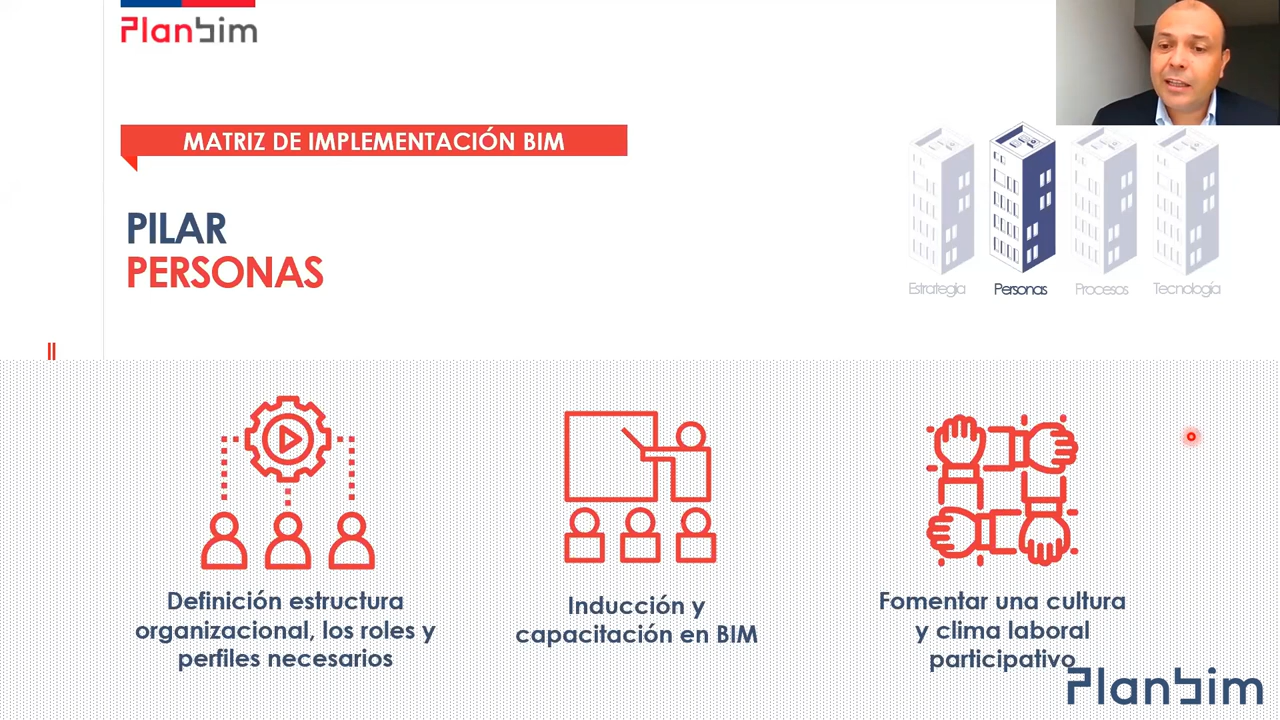 Planbim
MATRIZ DE IMPLEMENTACIÓN BIM
PILAR
PERSONAS
Estrategia
Personas
Procesos
Tecnología
Definición estructura
organizacional, los roles y
perfiles necesarios
Inducción y
capacitación en BIM
Fomentar una cultura
y clima laboral
participativo
Planbim